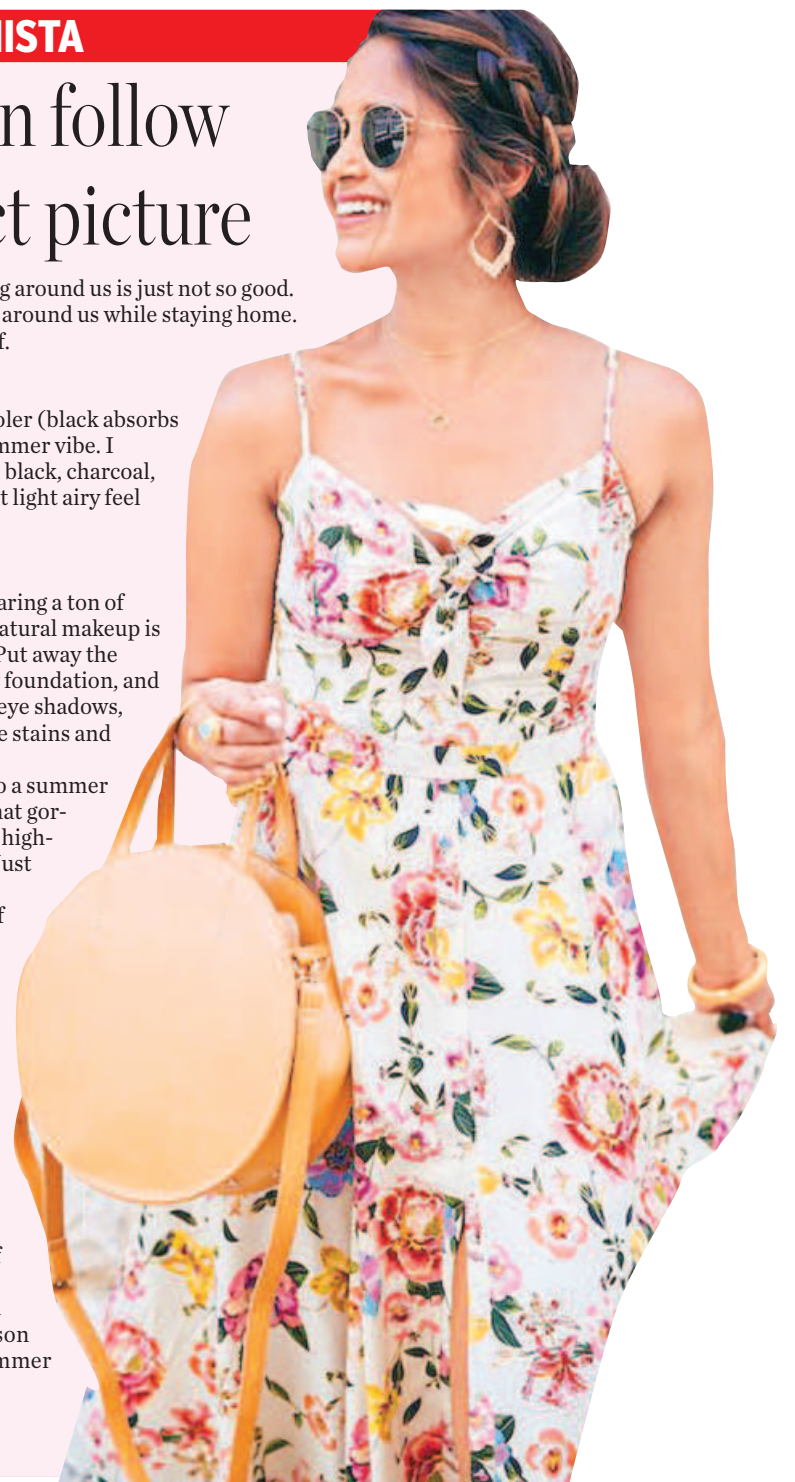 IISTA
n follow
ct picture
g around us is just not so good.
around us while staying home.
f.
oler (black absorbs
mmer vibe. I
black, charcoal,
t light airy feel
aring a ton of
atural makeup is
Put away the
foundation, and
eye shadows,
e stains and
o a summer
hat gor-
high-
Just
f
f
son
mmer